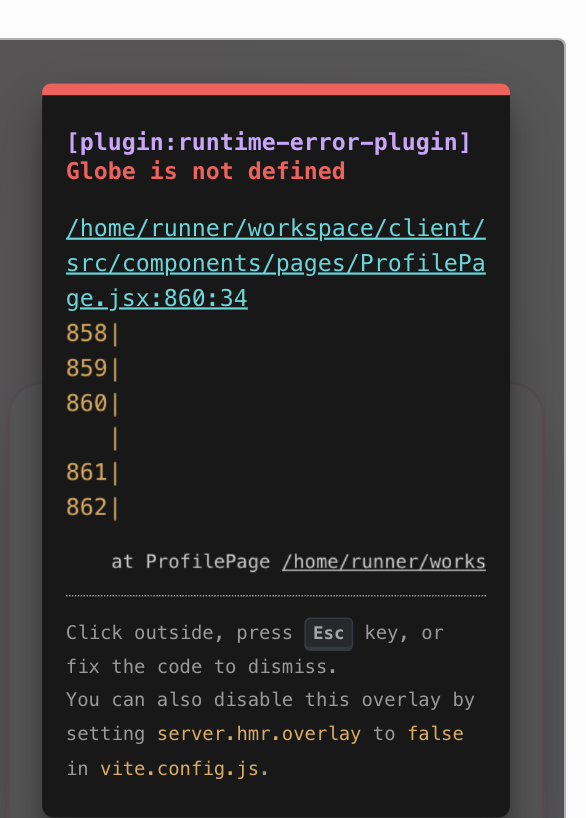 [plugin:runtime-error-plugin]
Globe is not defined
/home/runner/workspace/client/
src/components/pages/ProfilePa
ge.jsx:860:34
858|
859|
860|
|
861|
862|
at ProfilePage /home/runner/works
Click outside, press Esc key, or
fix the code to dismiss.
You can also disable this overlay by
setting server.hmr.overlay to false
in vite.config.js.